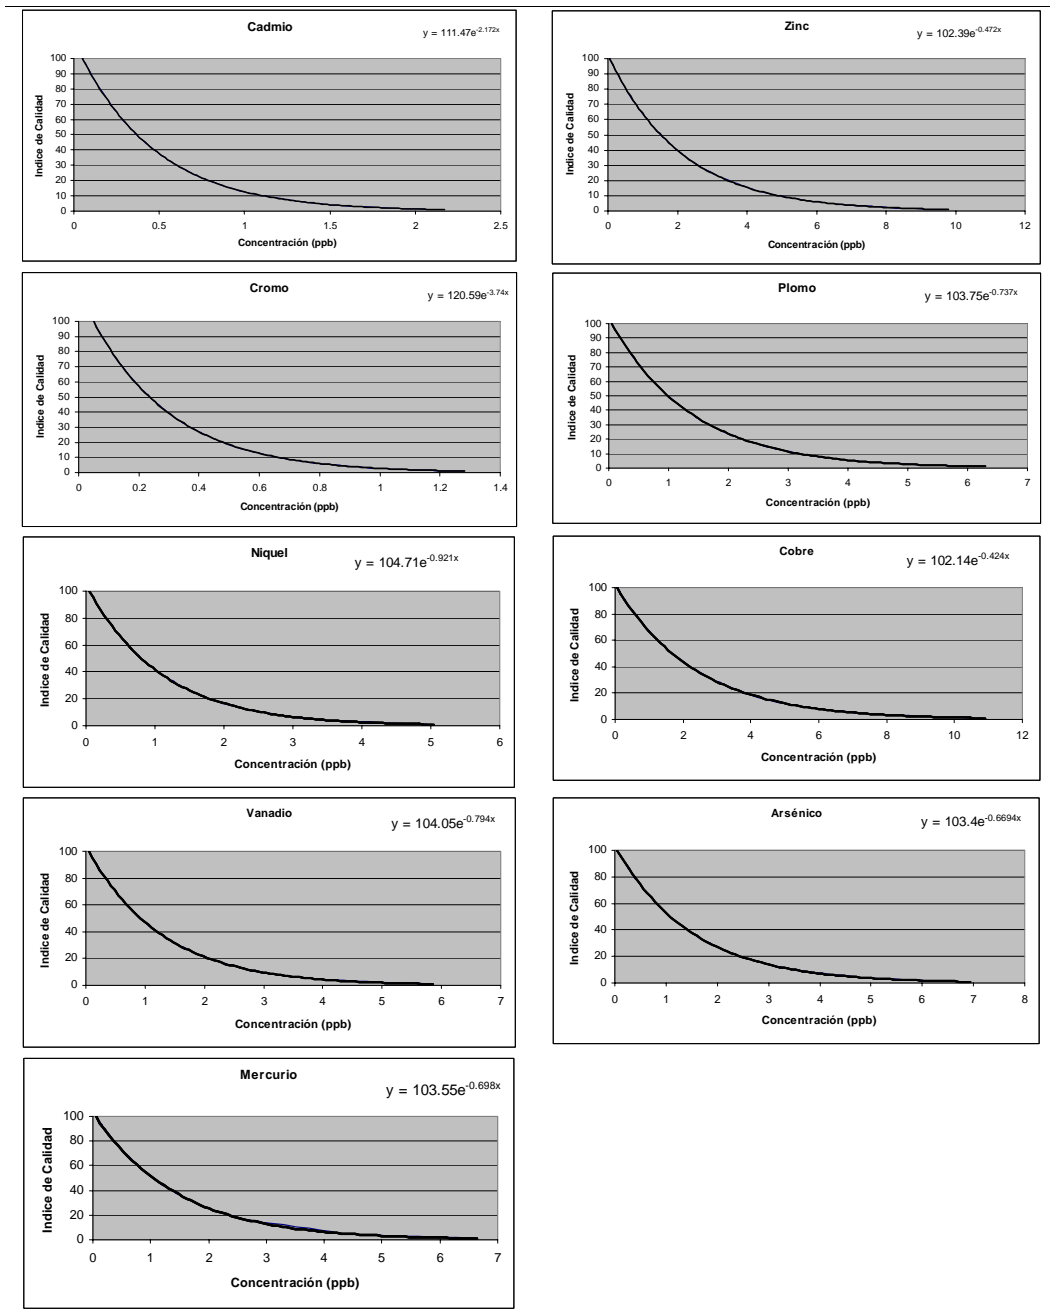 Cadmio
y = 111.47e^-2.172x
Indice de Calidad
100
90
80
70
60
50
40
30
20
10
0
0 0.5 1 1.5 2 2.5
Concentración (ppb)
Zinc
y = 102.39e^-0.472x
Indice de Calidad
100
90
80
70
60
50
40
30
20
10
0
0 2 4 6 8 10 12
Concentración (ppb)
Cromo
y = 120.59e^-3.74x
Indice de Calidad
100
90
80
70
60
50
40
30
20
10
0
0 0.2 0.4 0.6 0.8 1 1.2 1.4
Concentración (ppb)
Plomo
y = 103.75e^-0.737x
Indice de Calidad
100
90
80
70
60
50
40
30
20
10
0
0 1 2 3 4 5 6 7
Concentración (ppb)
Niquel
y = 104.71e^-0.921x
Indice de Calidad
100
80
60
40
20
0
0 1 2 3 4 5 6
Concentración (ppb)
Cobre
y = 102.14e^-0.424x
Indice de Calidad
100
80
60
40
20
0
0 2 4 6 8 10 12
Concentración (ppb)
Vanadio
y = 104.05e^-0.794x
Indice de Calidad
100
80
60
40
20
0
0 1 2 3 4 5 6 7
Concentración (ppb)
Arsénico
y = 103.4e^-0.6694x
Indice de Calidad
100
80
60
40
20
0
0 1 2 3 4 5 6 7 8
Concentración (ppb)
Mercurio
y = 103.55e^-0.698x
Indice de Calidad
100
80
60
40
20
0
0 1 2 3 4 5 6 7
Concentración (ppb)